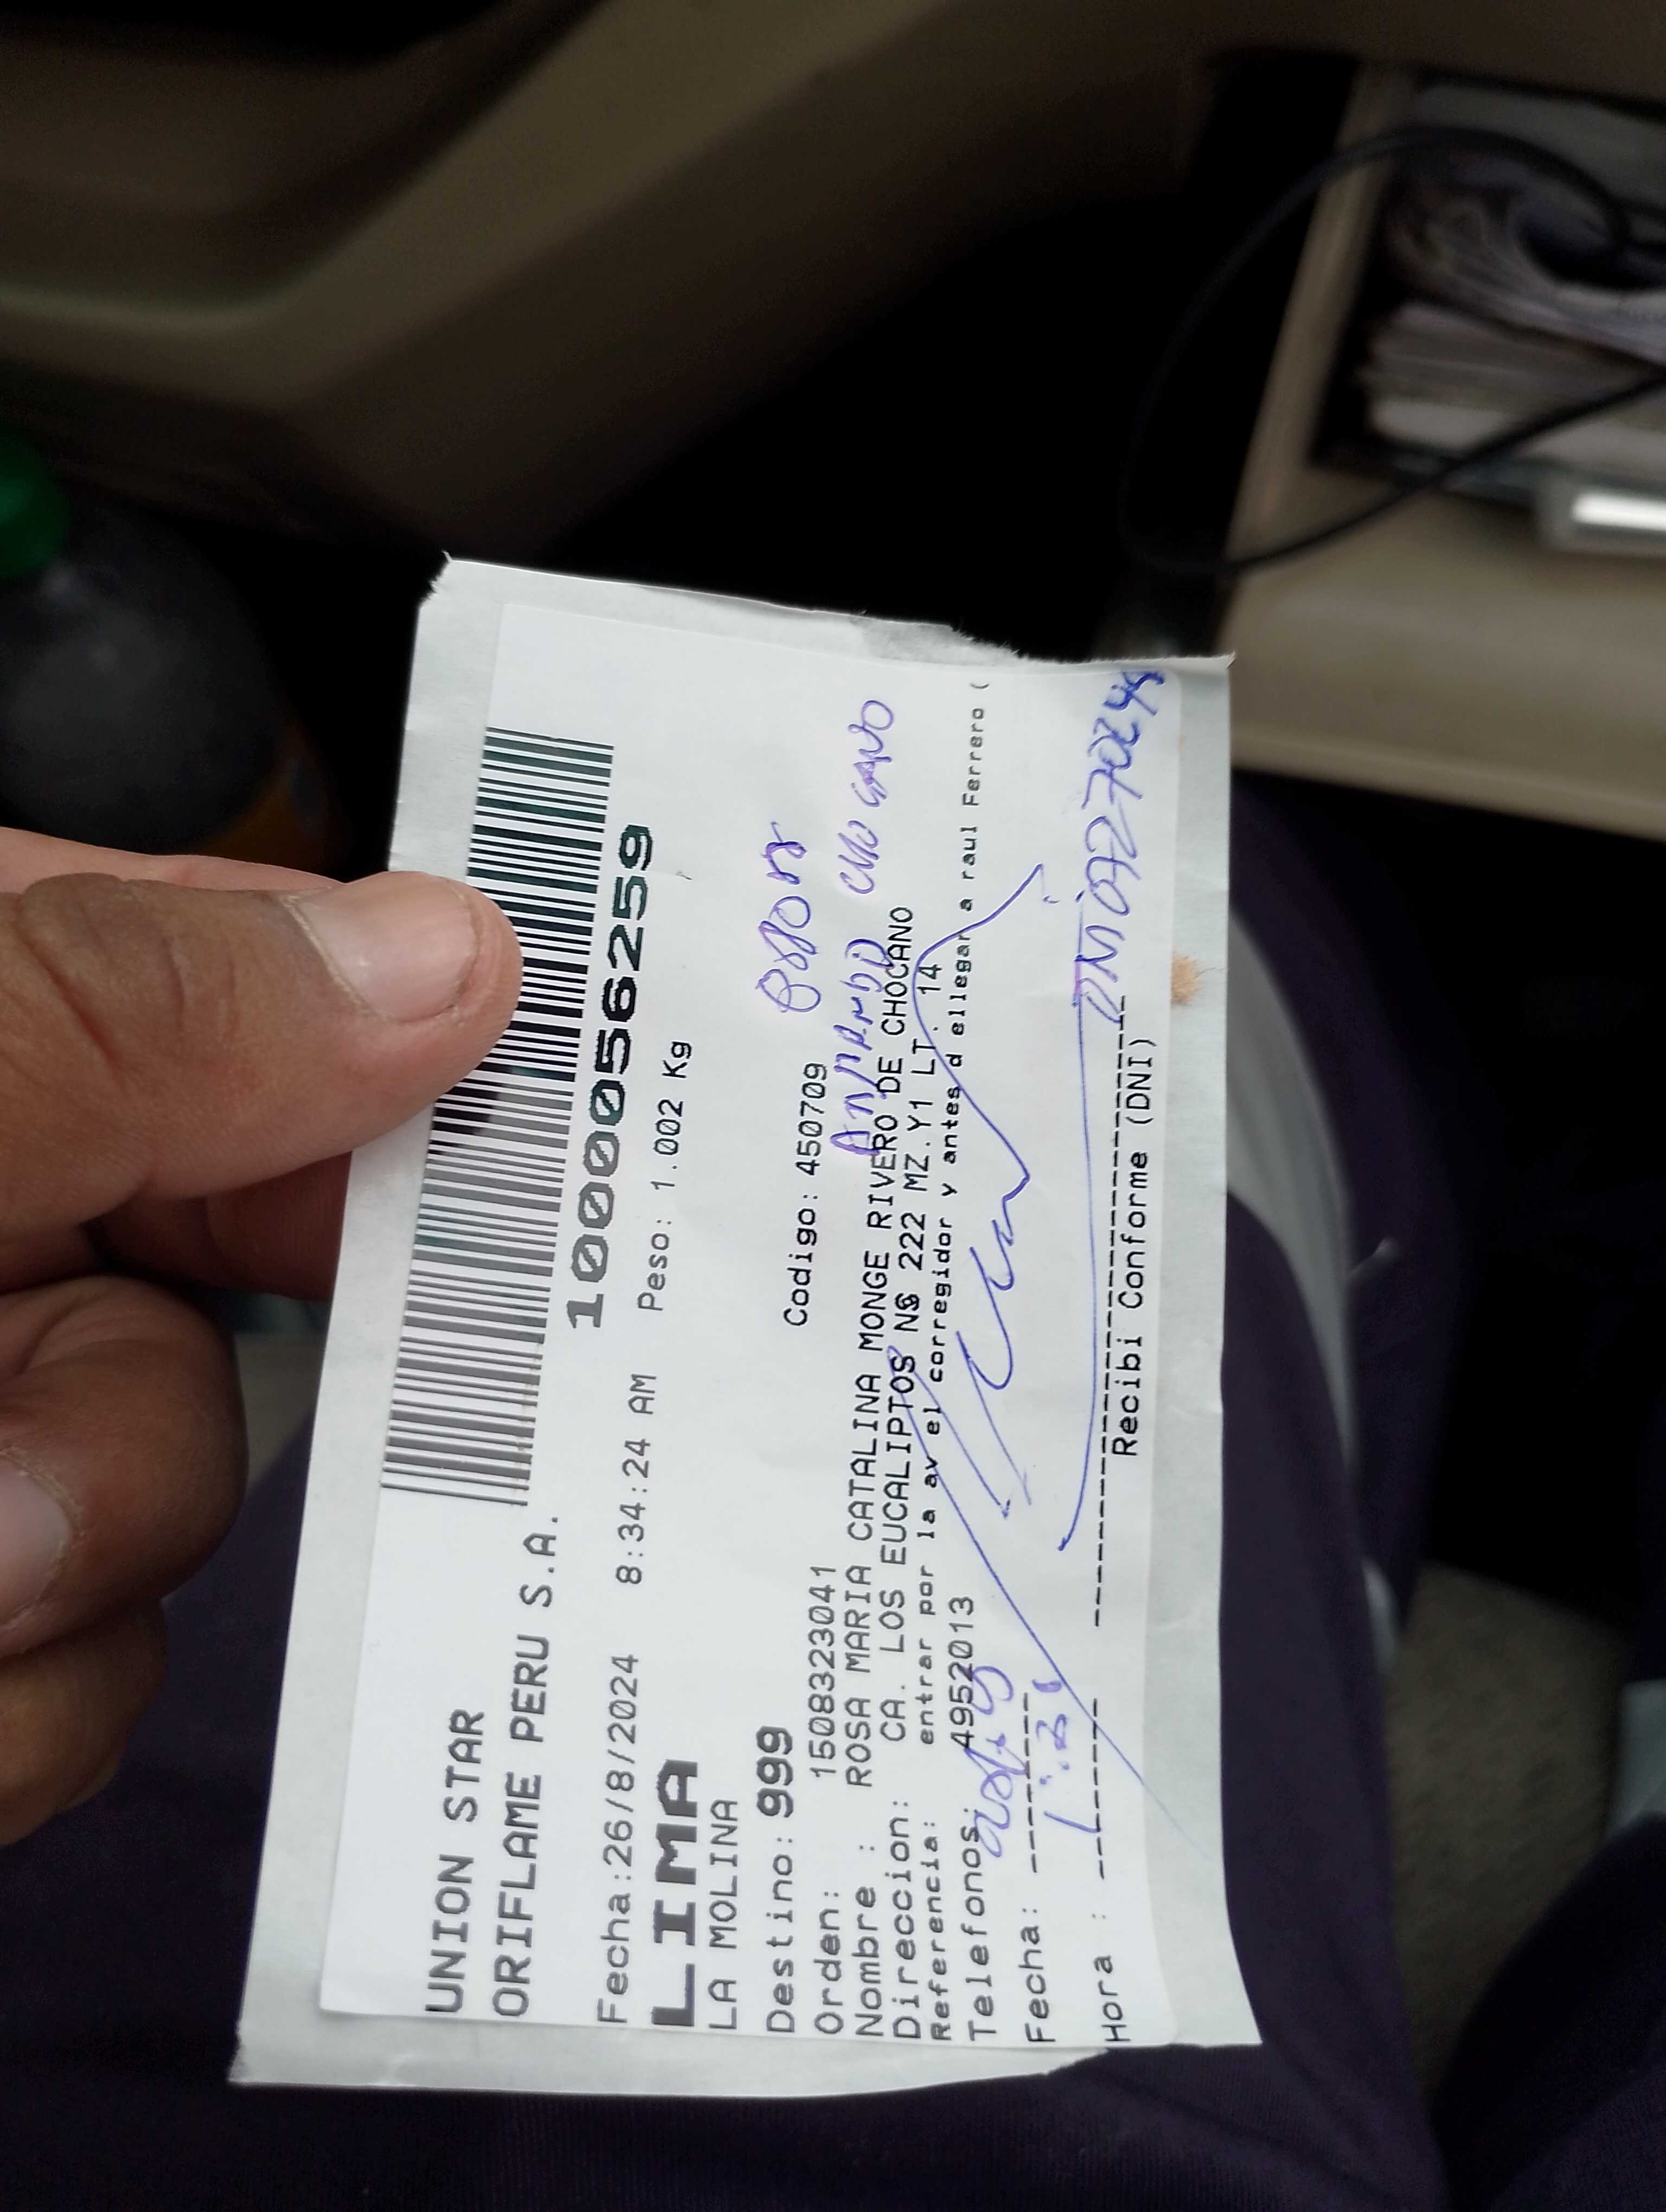 UNION STAR
ORIFLAME PERU S.A.
10000056259
Fecha:26/8/2024 8:34:24 AM Peso: 1.002 Kg
LIMA
LA MOLINA
Destino: 999 Codigo: 450709
Orden: 1508323041
Nombre : ROSA MARIA CATALINA MONGE RIVERO DE CHOCANO
Direccion: CA. LOS EUCALIPTOS N$ 222 MZ.Y1 LT. 14
Referencia: entrar por la av el corregidor y antes d ellegar a raul Ferrero (
Telefonos: 4952013
Fecha:
Hora :
Recibi Conforme (DNI)